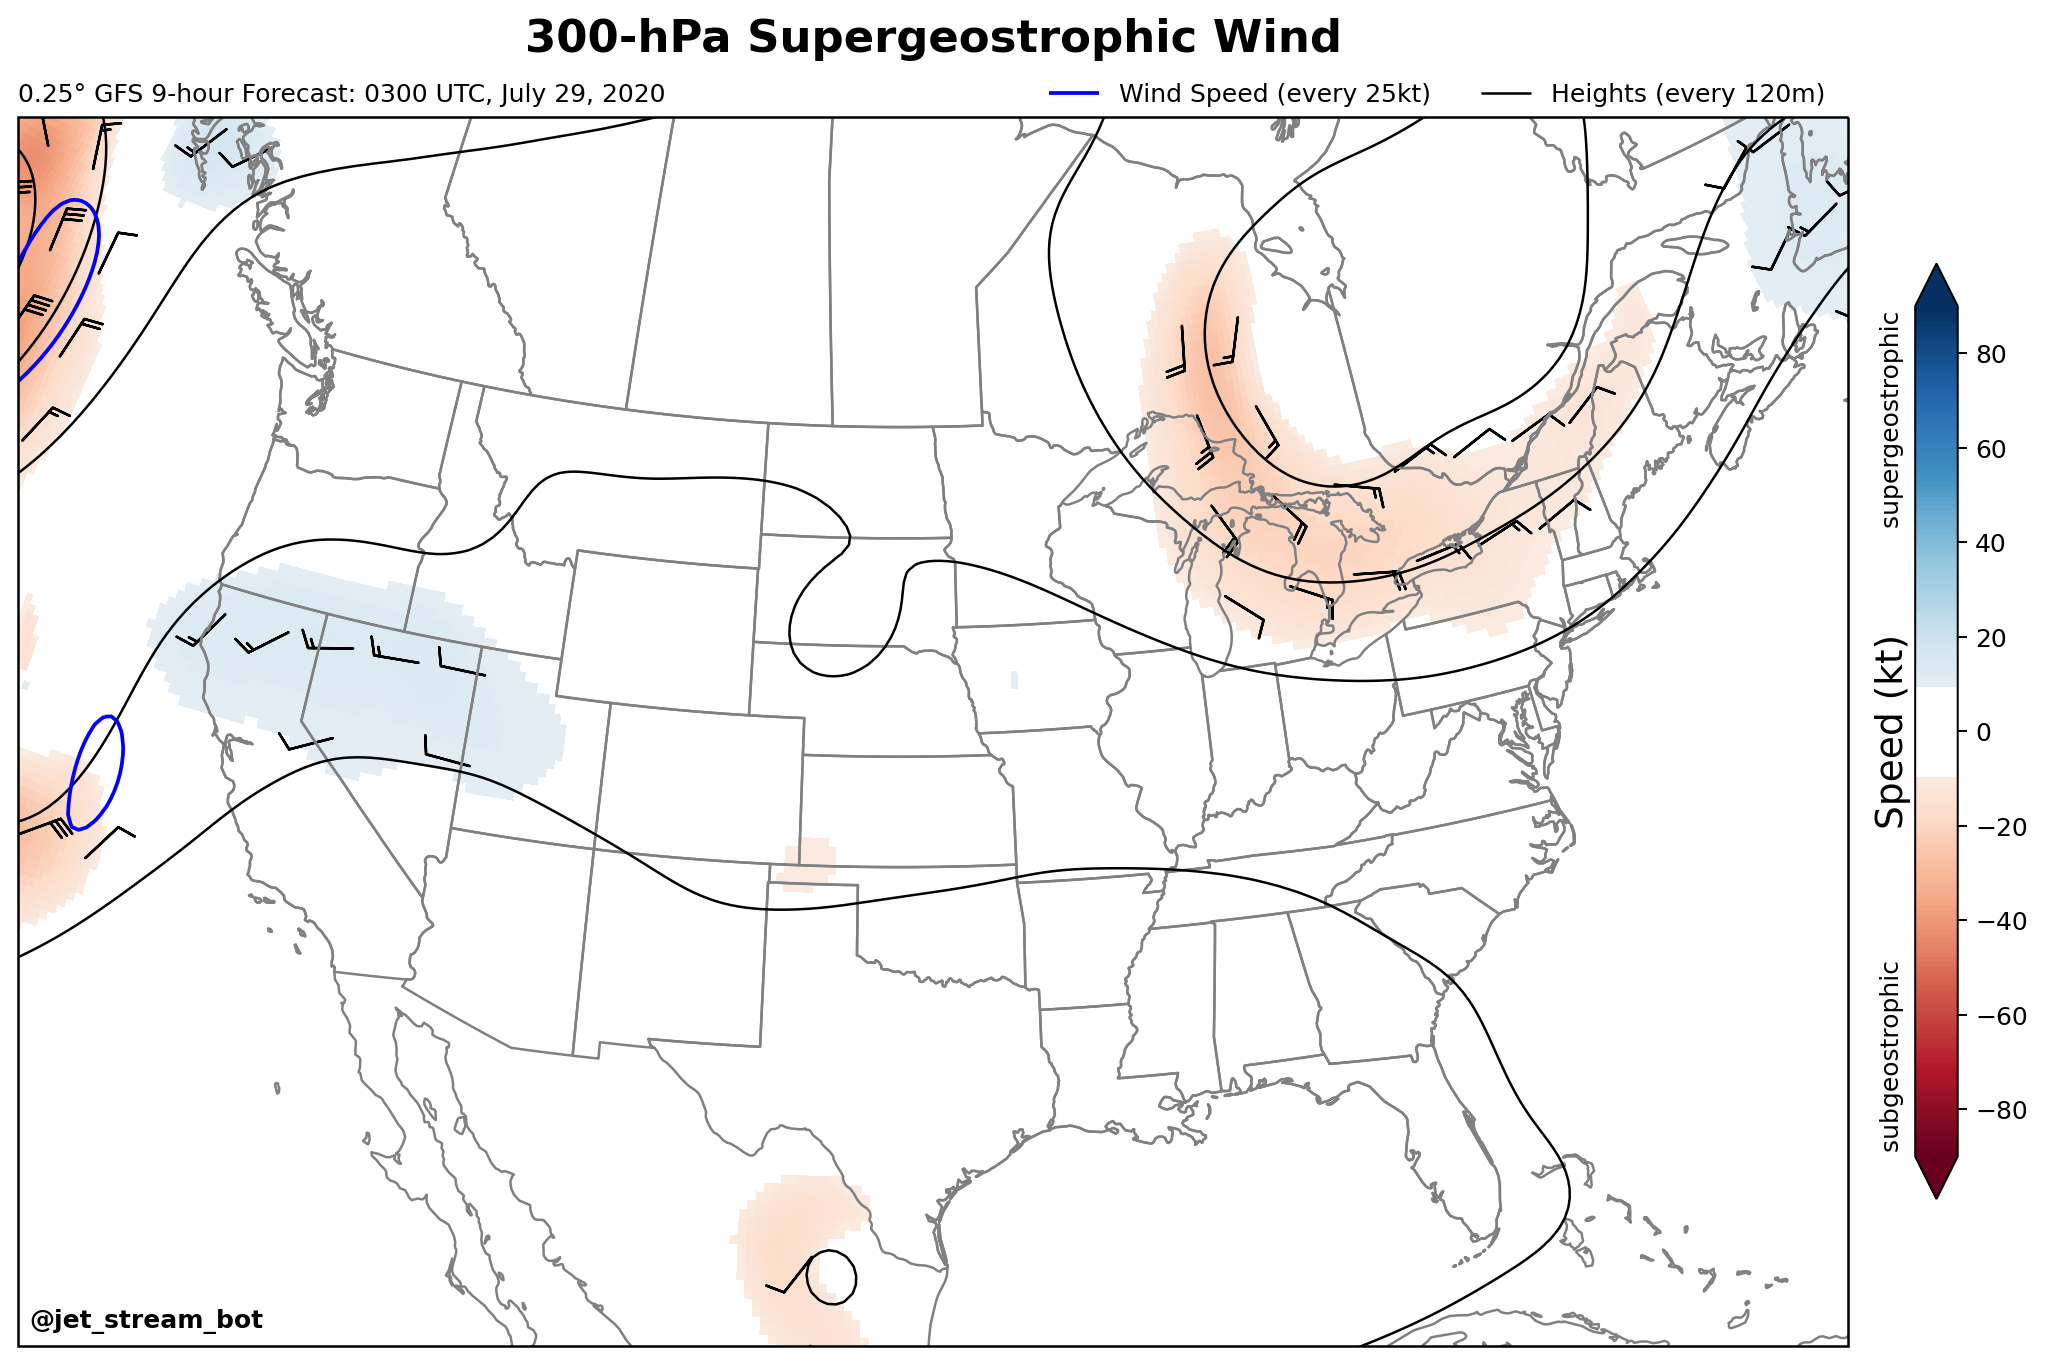 300-hPa Supergeostrophic Wind
0.25° GFS 9-hour Forecast: 0300 UTC, July 29, 2020
Wind Speed (every 25kt)
Heights (every 120m)
supergeostrophic
Speed (kt)
subgeostrophic
80
60
40
20
0
−20
−40
−60
−80
@jet_stream_bot